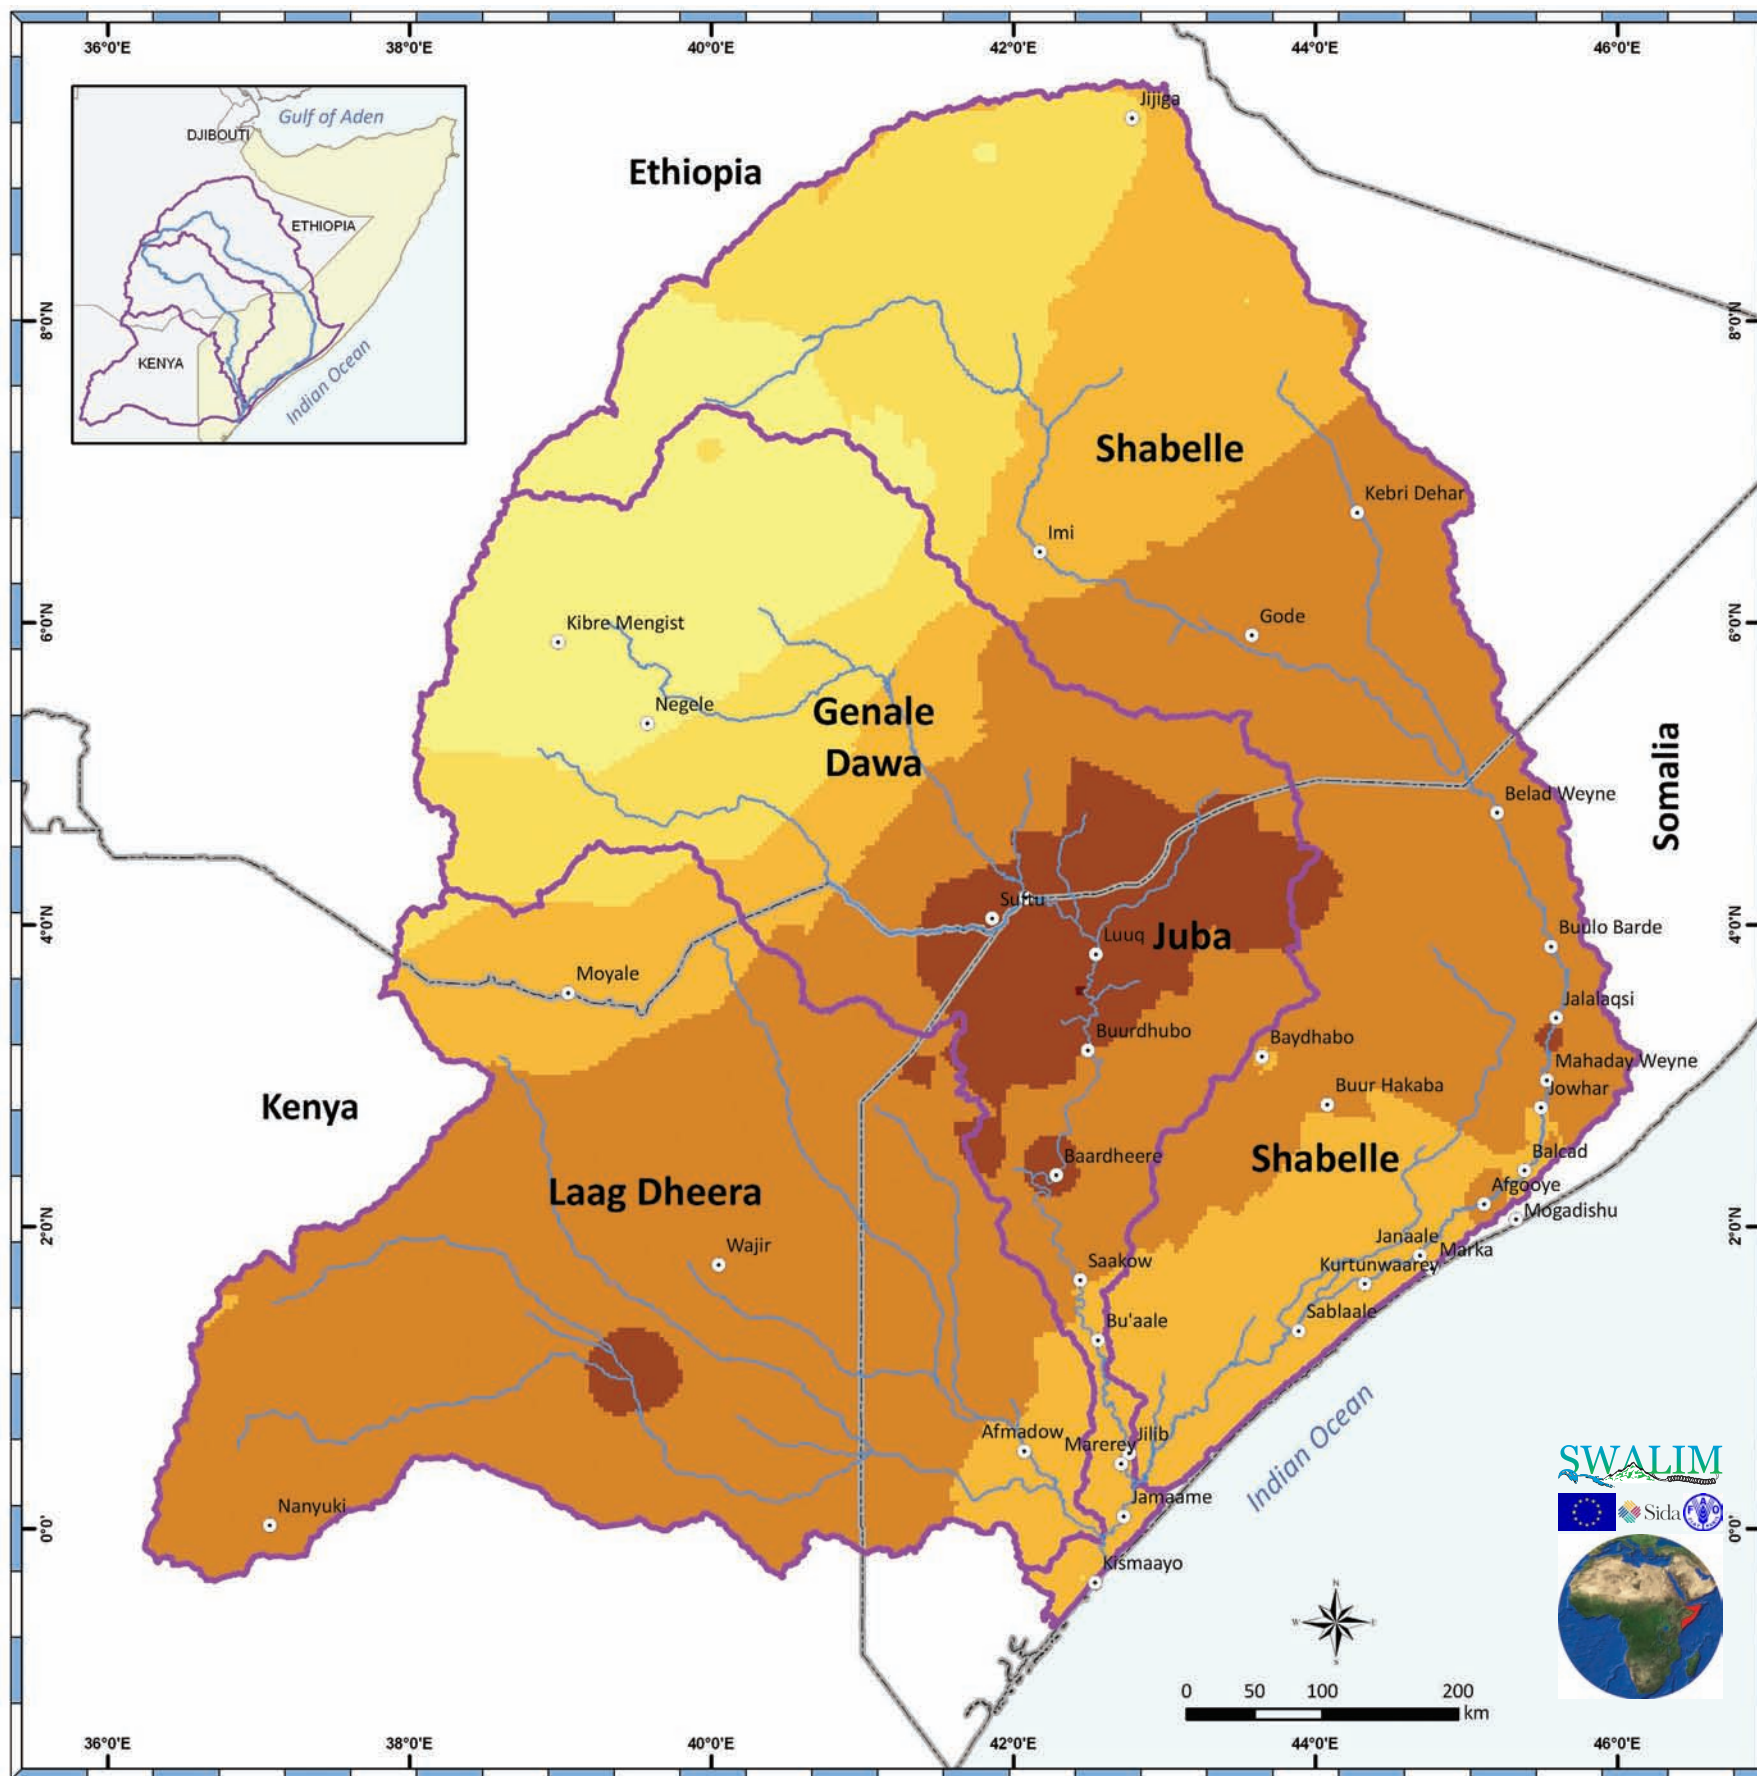 36°0'E
38°0'E
40°0'E
42°0'E
44°0'E
46°0'E
Gulf of Aden
DJIBOUTI
ETHIOPIA
KENYA
Indian Ocean
Jijiga
Ethiopia
8°0'N
8°0'N
Shabelle
Kebri Dehar
Imi
6°0'N
6°0'N
Kibre Mengist
Gode
Negele
Genale
Dawa
Somalia
Belad Weyne
4°0'N
4°0'N
Suftu
Luuq
Juba
Buulo Barde
Moyale
Jalalaqsi
Buurdhubo
Baydhabo
Mahaday Weyne
Buur Hakaba
Jowhar
Kenya
Baardheere
Shabelle
Balcad
Laag Dheera
Afgooye
Mogadishu
2°0'N
2°0'N
Wajir
Janaale
Marka
Saakow
Kurtunwaarey
Bu'aale
Sablaale
Afmadow
Marerey
Jilib
Indian Ocean
SWALIM
Nanyuki
Jamaame
Sida
FAO
0°0'
0°0'
Kismaayo
N
W
E
S
0
50
100
200
km
36°0'E
38°0'E
40°0'E
42°0'E
44°0'E
46°0'E